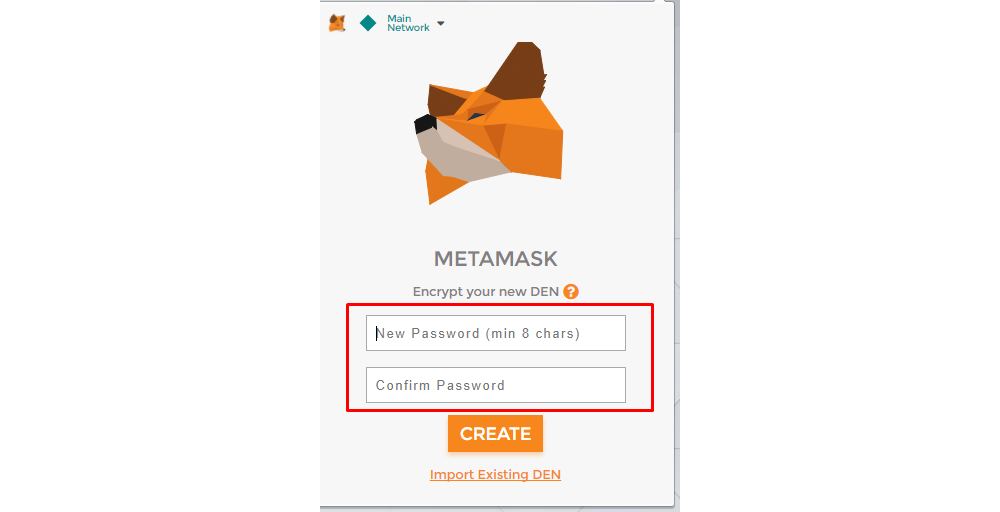 Main
Network
METAMASK
Encrypt your new DEN ?
New Password (min 8 chars)
Confirm Password
CREATE
Import Existing DEN